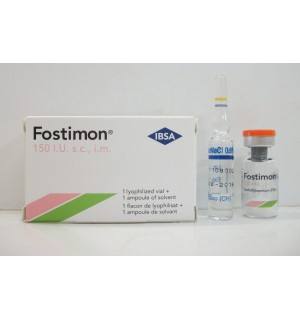 Fostimon®
150 I.U. s.c., i.m.
IBSA
1 lyophilized vial +
1 ampoule of solvent
1 flacon de lyophilisat +
1 ampoule de solvant
NaCl
Fostimon